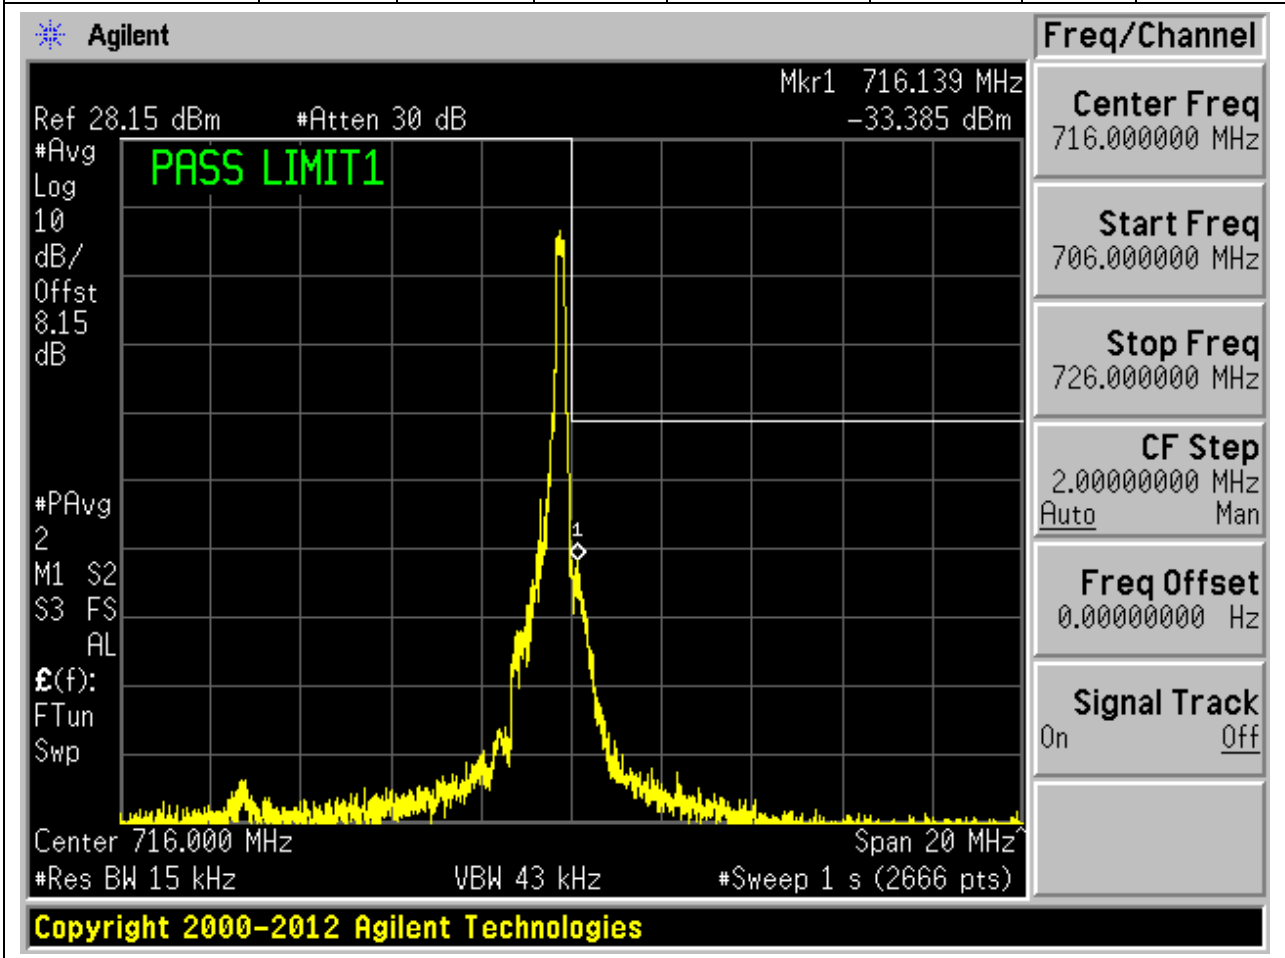 Agilent
Freq/Channel
Mkr1 716.139 MHz
Ref 28.15 dBm #Atten 30 dB -33.385 dBm
#Avg
Log
10
dB/
Offst
8.15
dB
PASS LIMIT1
1
#PAvg
2
M1 S2
S3 FS
AL
£(f):
FTun
Swp
Center 716.000 MHz Span 20 MHz^
#Res BW 15 kHz VBW 43 kHz #Sweep 1 s (2666 pts)
Center Freq
716.000000 MHz
Start Freq
706.000000 MHz
Stop Freq
726.000000 MHz
CF Step
2.00000000 MHz
Auto Man
Freq Offset
0.00000000 Hz
Signal Track
On Off
Copyright 2000-2012 Agilent Technologies